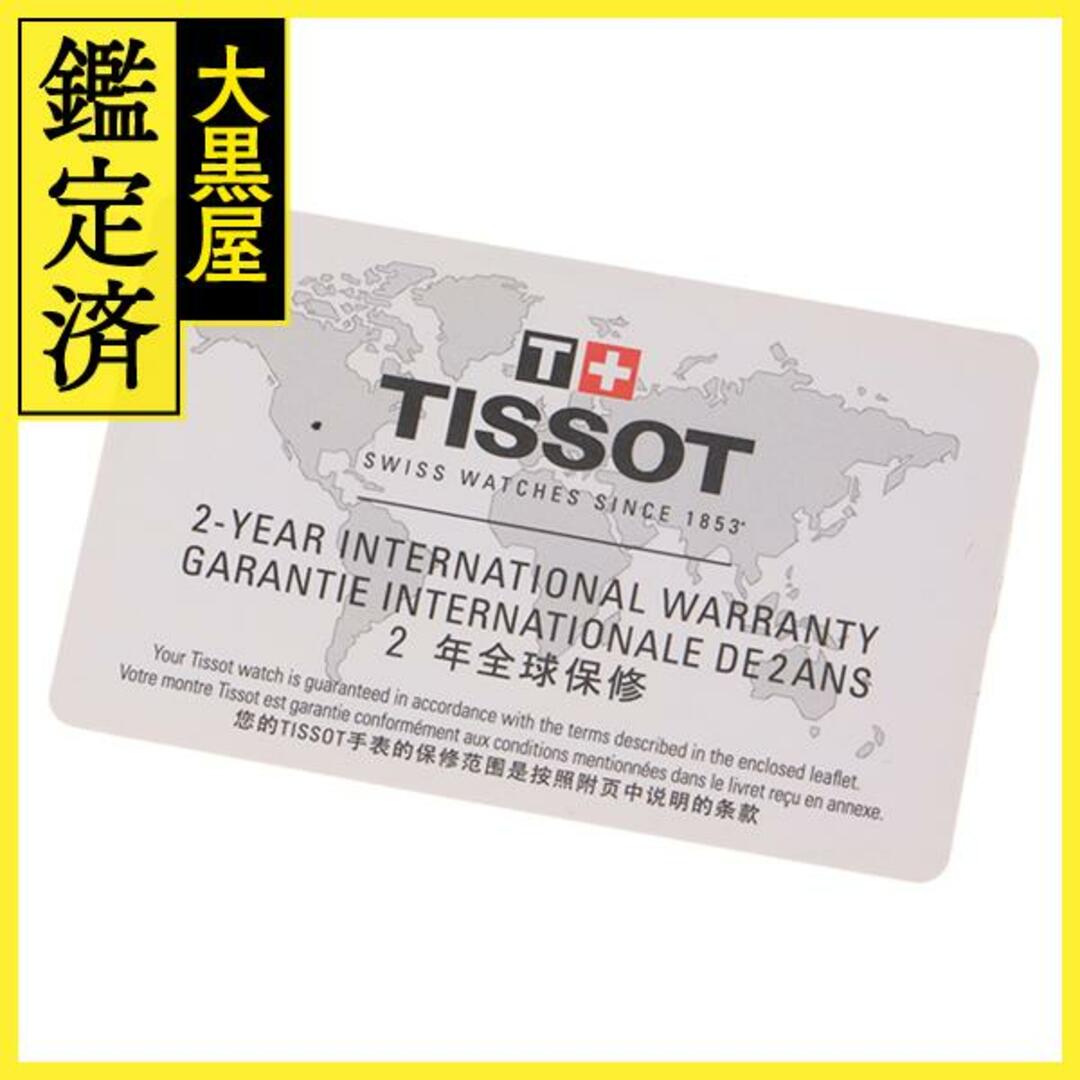 鑑定済
大黒屋
T+
TISSOT
SWISS WATCHES SINCE 1853
2-YEAR INTERNATIONAL WARRANTY
GARANTIE INTERNATIONALE DE 2 ANS
2 年全球保修
Your Tissot watch is guaranteed in accordance with the terms described in the enclosed leaflet.
Votre montre Tissot est garantie conformément aux conditions mentionnées dans le livret reçu en annexe.
您的TISSOT手表的保修范围是按照附页中说明的条款